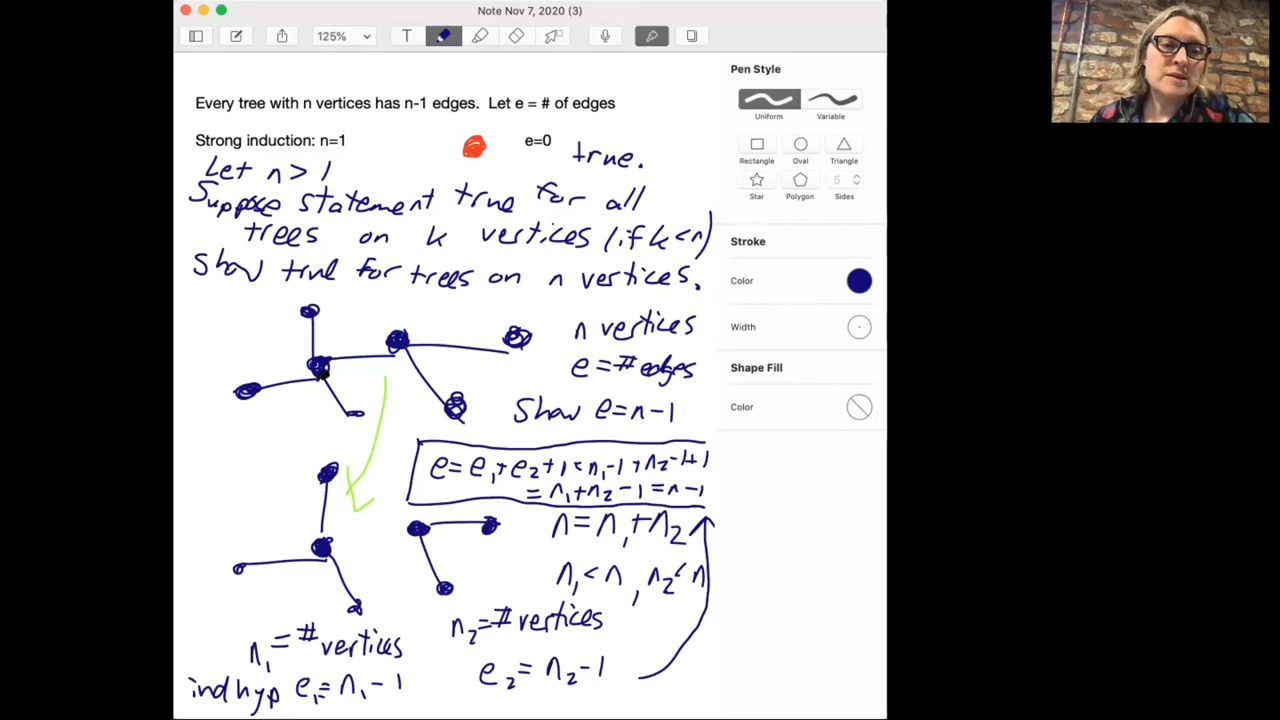 Note Nov 7, 2020 (3)
125%
T
Every tree with n vertices has n-1 edges. Let e = # of edges
Strong induction: n=1 e=0 true.
Let n > 1
Suppose statement true for all
trees on k vertices (if k < n)
Show true for trees on n vertices.
n vertices
e = # edges
Show e = n - 1
e = e₁ + e₂ + 1 = n₁ - 1 + n₂ - 1 + 1
= n₁ + n₂ - 1 = n - 1
n = n₁ + n₂
n₁ < n, n₂ < n
n₂ = # vertices
e₂ = n₂ - 1
n₁ = # vertices
ind hyp e₁ = n₁ - 1
Pen Style
Uniform Variable
Rectangle Oval Triangle
5
Star Polygon Sides
Stroke
Color
Width
Shape Fill
Color